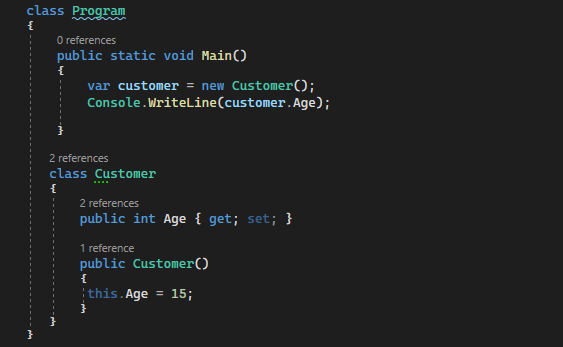 class Program
{
0 references
public static void Main()
{
var customer = new Customer();
Console.WriteLine(customer.Age);
}
2 references
class Customer
{
2 references
public int Age { get; set; }
1 reference
public Customer()
{
this.Age = 15;
}
}
}